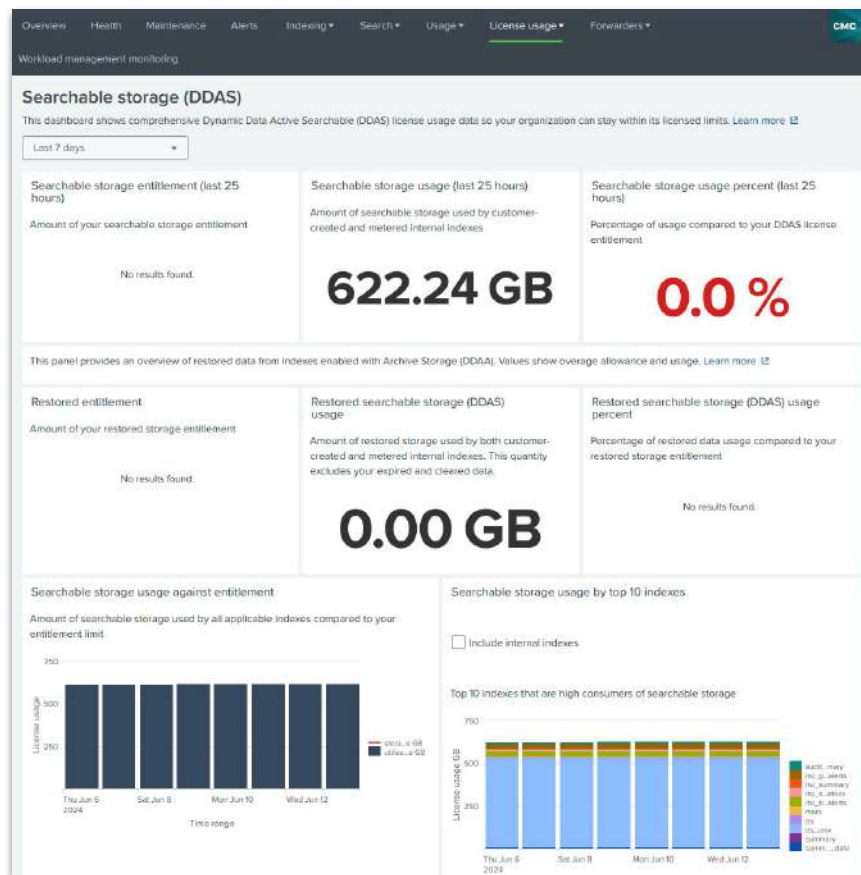 Overview Health Maintenance Alerts Indexing Search Usage License usage Forwarders CMC
Workload management monitoring
Searchable storage (DDAS)
This dashboard shows comprehensive Dynamic Data Active Searchable (DDAS) license usage data so your organization can stay within its licensed limits. Learn more
Last 7 days
Searchable storage entitlement (last 25
hours)
Amount of your searchable storage entitlement
No results found.
Searchable storage usage (last 25 hours)
Amount of searchable storage used by customer-
created and metered internal indexes
622.24 GB
Searchable storage usage percent (last 25
hours)
Percentage of usage compared to your DDAS license
entitlement
0.0 %
This panel provides an overview of restored data from indexes enabled with Archive Storage (DDAA). Values show overage allowance and usage. Learn more
Restored entitlement
Amount of your restored storage entitlement
No results found.
Restored searchable storage (DDAS)
usage
Amount of restored storage used by both customer-
created and metered internal indexes. This quantity
excludes your expired and cleared data.
0.00 GB
Restored searchable storage (DDAS) usage
percent
Percentage of restored data usage compared to your
restored storage entitlement
No results found.
Searchable storage usage against entitlement
Amount of searchable storage used by all applicable indexes compared to your
entitlement limit
750
500
250
License usage
Thu Jun 6 Sat Jun 8 Mon Jun 10 Wed Jun 12
2024
Time range
Searchable storage usage by top 10 indexes
Include internal indexes
Top 10 indexes that are high consumers of searchable storage
750
500
250
License usage GB
audit...mary
itsi_g...alerts
itsi_summary
itsi_tr...alerts
main
summary
Thu Jun 6 Sat Jun 8 Mon Jun 10 Wed Jun 12
2024